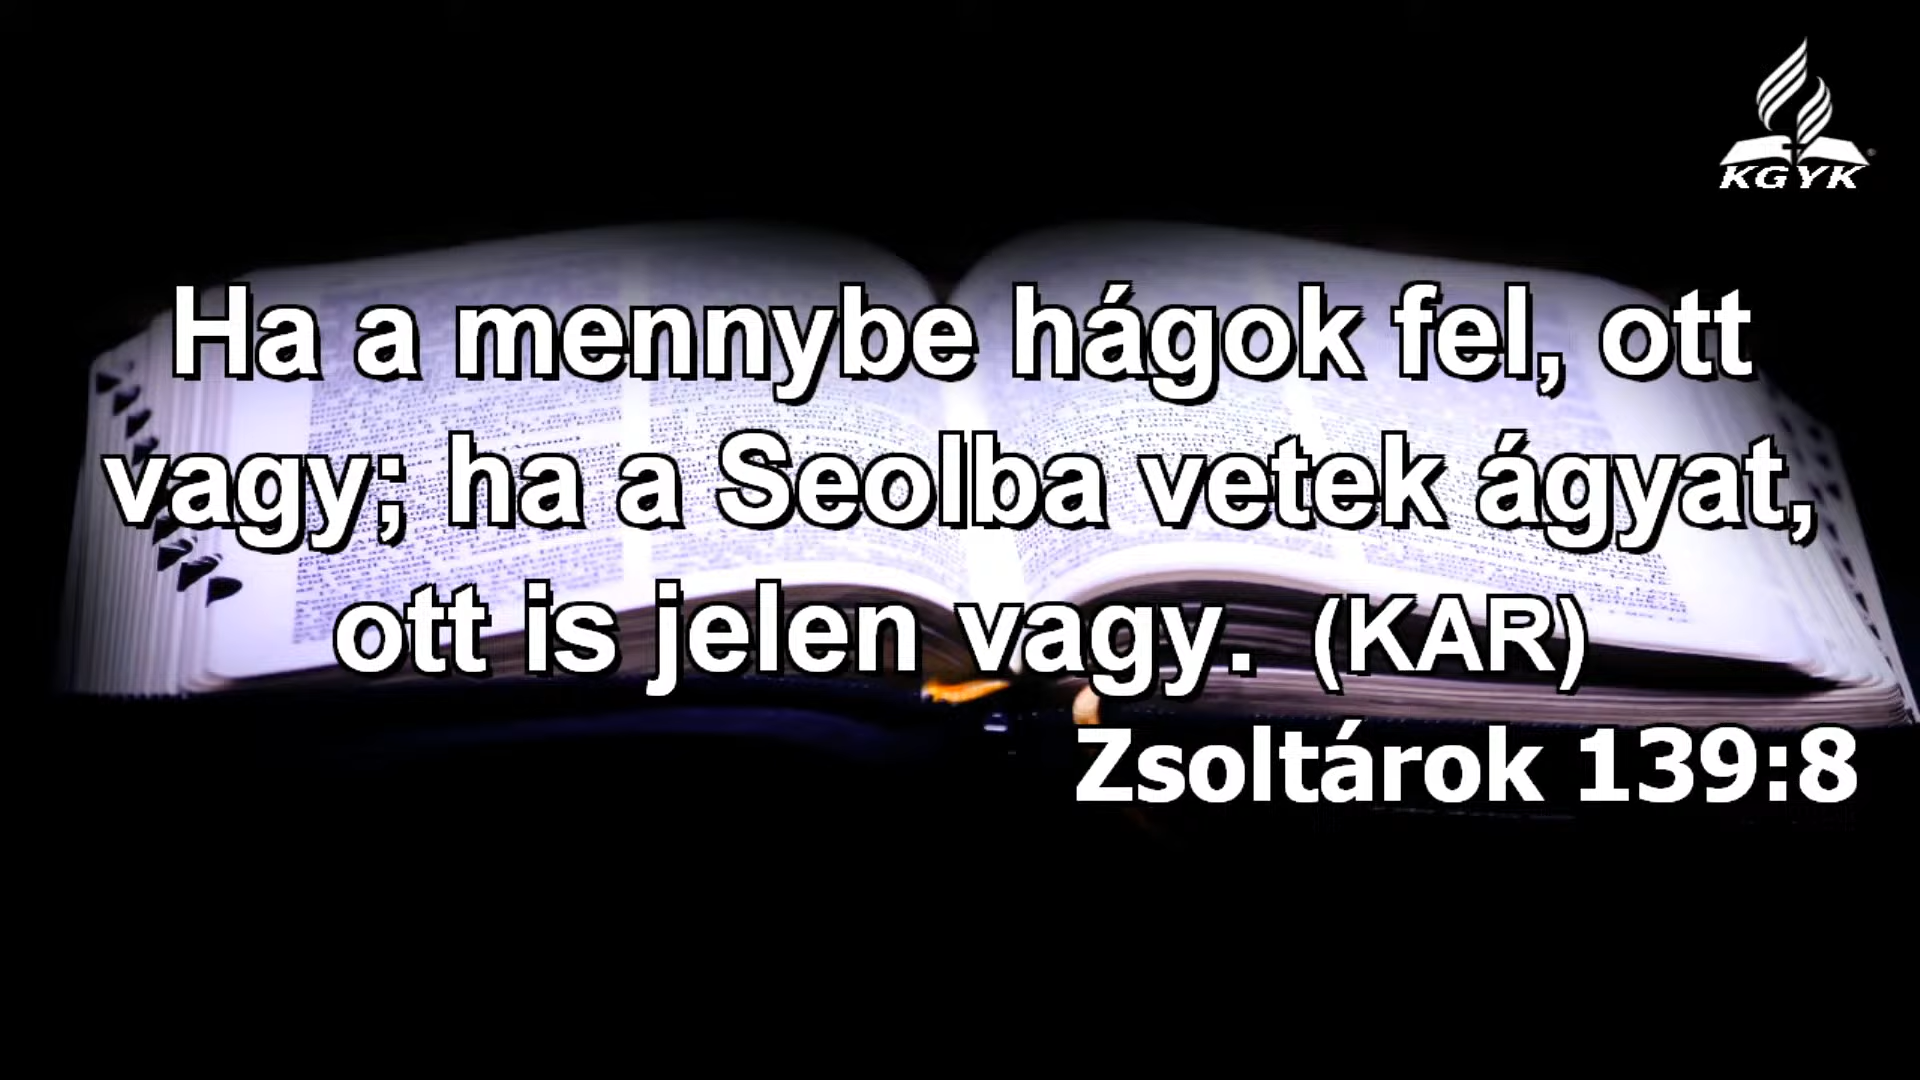 KGYK
Ha a mennybe hágok fel, ott
vagy; ha a Seolba vetek ágyat,
ott is jelen vagy. (KAR)
Zsoltárok 139:8